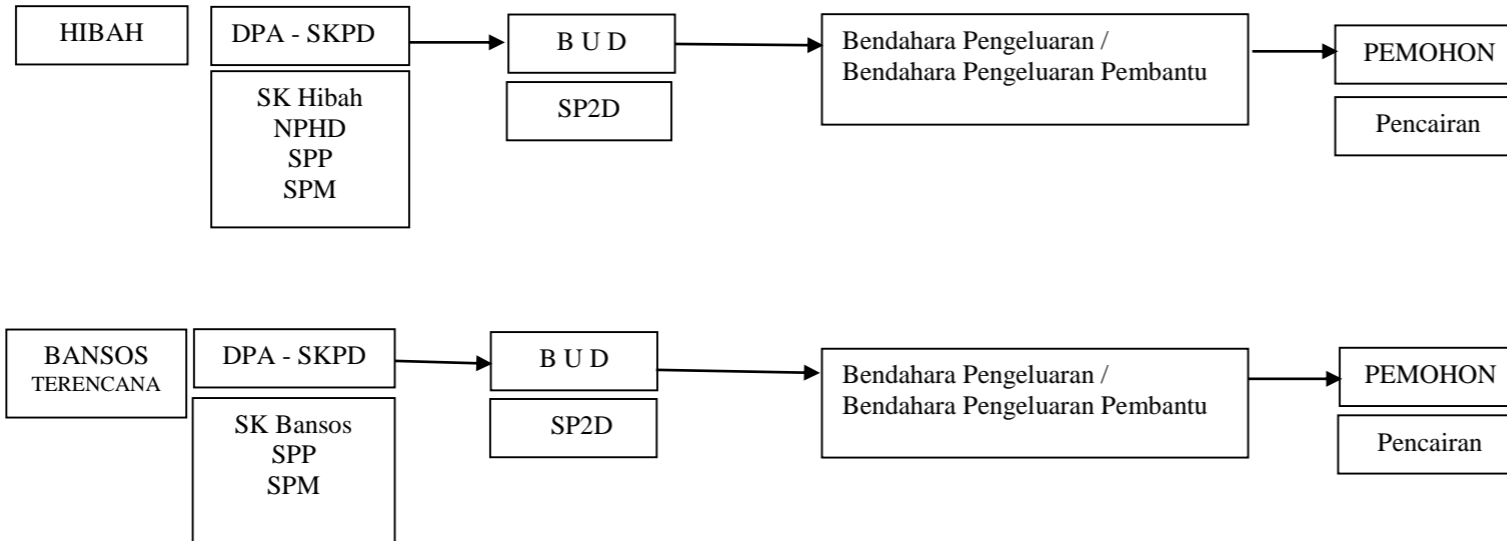 HIBAH
DPA - SKPD
B U D
Bendahara Pengeluaran /
Bendahara Pengeluaran Pembantu
PEMOHON
SK Hibah
NPHD
SPP
SPM
SP2D
Pencairan
BANSOS
TERENCANA
DPA - SKPD
B U D
Bendahara Pengeluaran /
Bendahara Pengeluaran Pembantu
PEMOHON
SK Bansos
SPP
SPM
SP2D
Pencairan